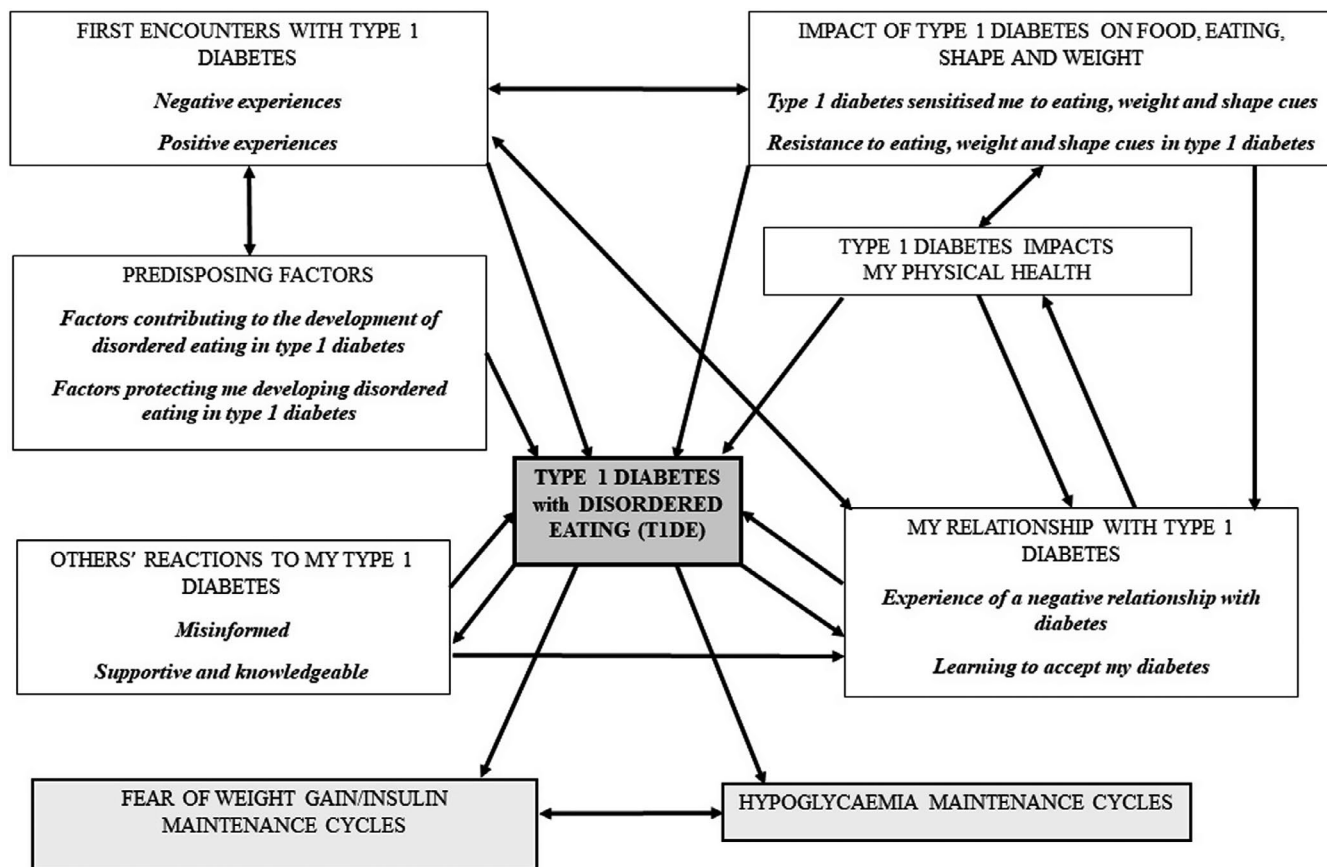 FIRST ENCOUNTERS WITH TYPE 1
DIABETES
Negative experiences
Positive experiences
IMPACT OF TYPE 1 DIABETES ON FOOD, EATING,
SHAPE AND WEIGHT
Type 1 diabetes sensitised me to eating, weight and shape cues
Resistance to eating, weight and shape cues in type 1 diabetes
TYPE 1 DIABETES IMPACTS
MY PHYSICAL HEALTH
PREDISPOSING FACTORS
Factors contributing to the development of
disordered eating in type 1 diabetes
Factors protecting me developing disordered
eating in type 1 diabetes
TYPE 1 DIABETES
with DISORDERED
EATING (T1DE)
OTHERS' REACTIONS TO MY TYPE 1
DIABETES
Misinformed
Supportive and knowledgeable
MY RELATIONSHIP WITH TYPE 1
DIABETES
Experience of a negative relationship with
diabetes
Learning to accept my diabetes
FEAR OF WEIGHT GAIN/INSULIN
MAINTENANCE CYCLES
HYPOGLYCAEMIA MAINTENANCE CYCLES